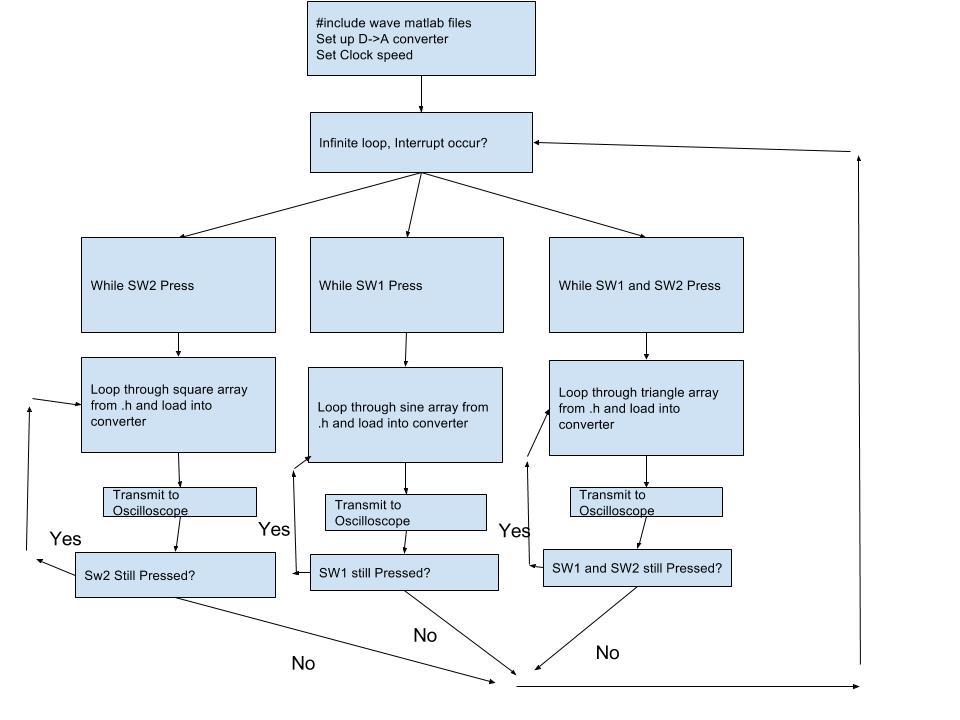 #include wave matlab files
Set up D->A converter
Set Clock speed
Infinite loop, Interrupt occur?
While SW2 Press
While SW1 Press
While SW1 and SW2 Press
Loop through square array
from .h and load into
converter
Loop through sine array from
.h and load into converter
Loop through triangle array
from .h and load into
converter
Transmit to
Oscilloscope
Transmit to
Oscilloscope
Transmit to
Oscilloscope
Yes
Yes
Yes
Sw2 Still Pressed?
SW1 still Pressed?
SW1 and SW2 still Pressed?
No
No
No